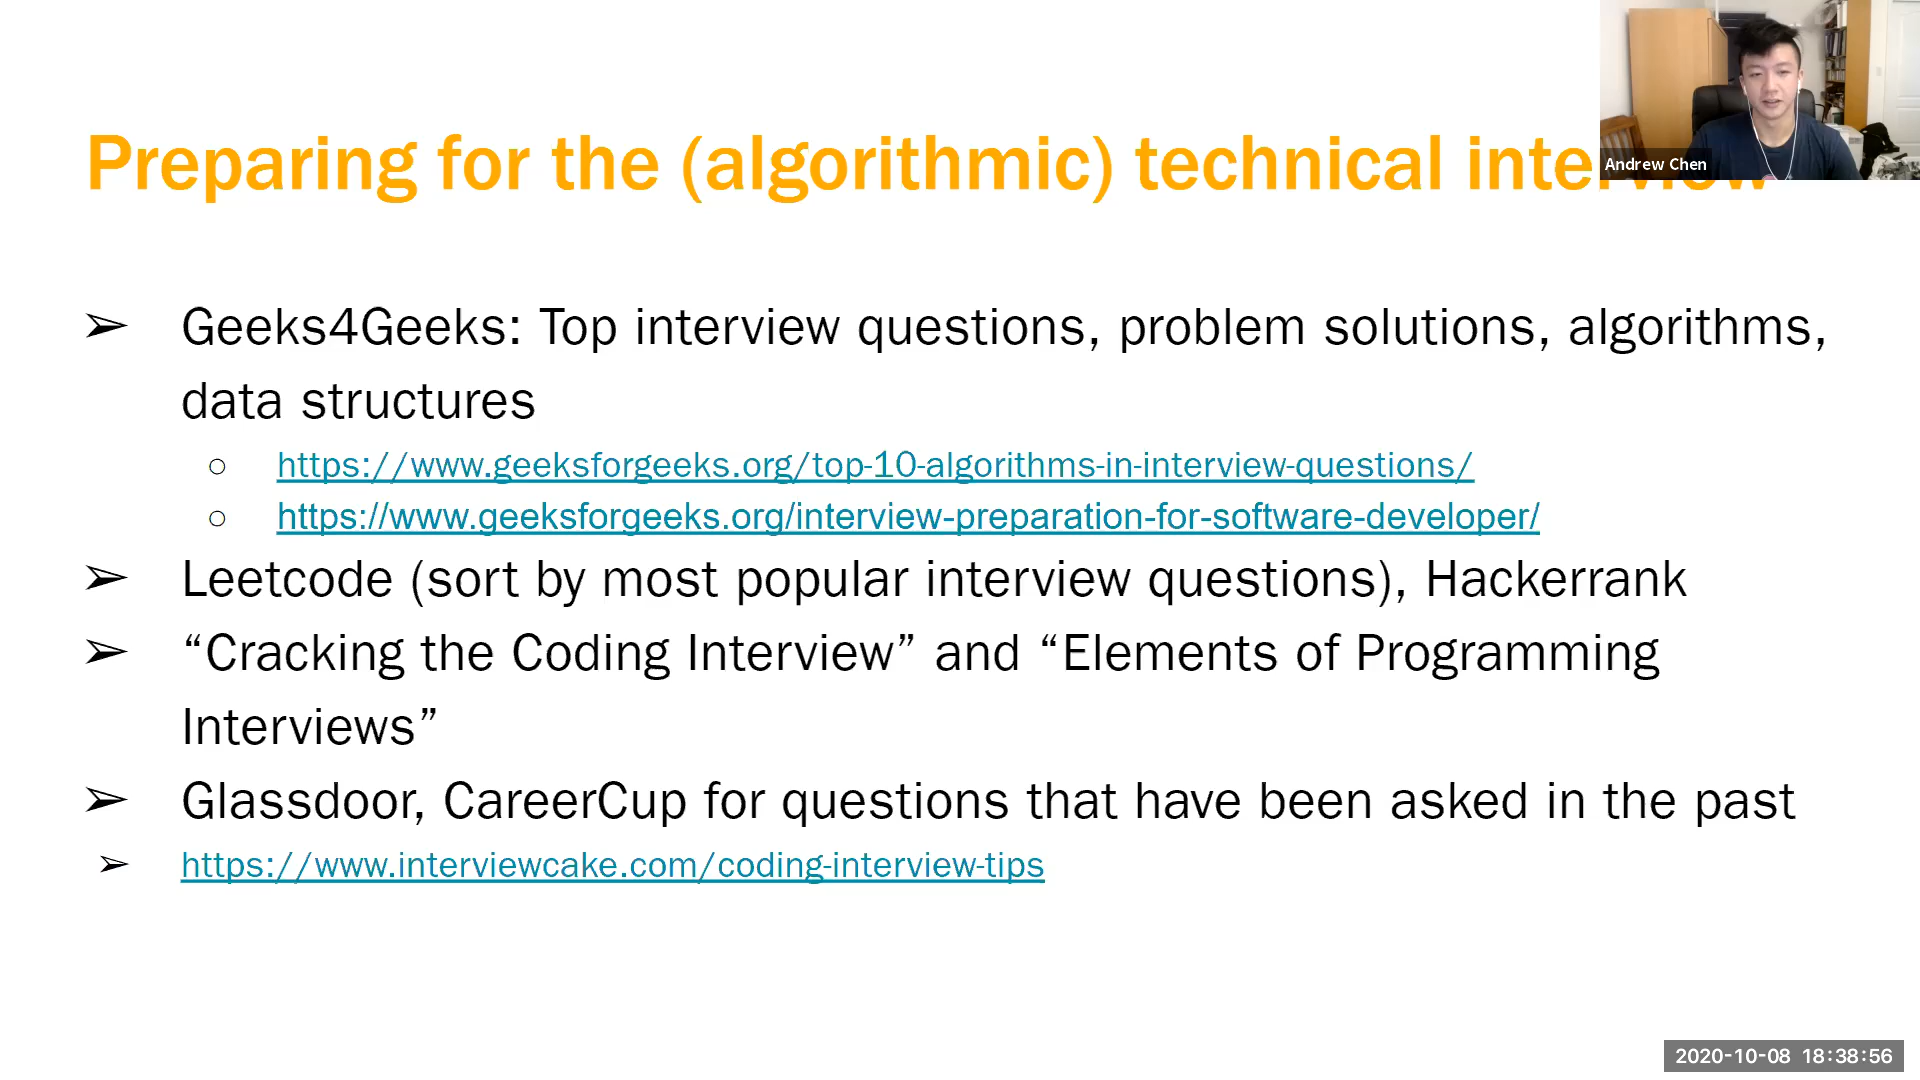 Preparing for the (algorithmic) technical interview
Andrew Chen
➢ Geeks4Geeks: Top interview questions, problem solutions, algorithms,
data structures
○ https://www.geeksforgeeks.org/top-10-algorithms-in-interview-questions/
○ https://www.geeksforgeeks.org/interview-preparation-for-software-developer/
➢ Leetcode (sort by most popular interview questions), Hackerrank
➢ “Cracking the Coding Interview” and “Elements of Programming
Interviews”
➢ Glassdoor, CareerCup for questions that have been asked in the past
➢ https://www.interviewcake.com/coding-interview-tips
2020-10-08 18:38:56